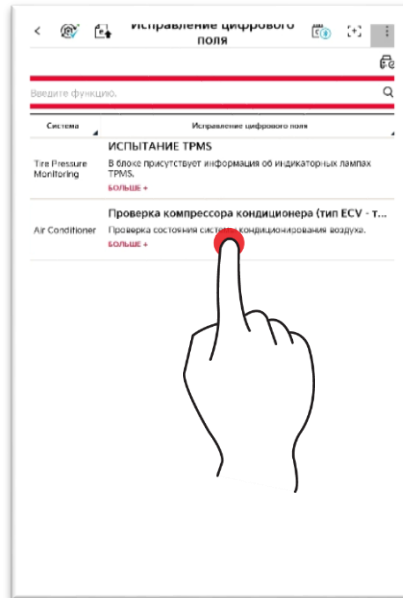 Исправление цифрового
поля
Введите функцию.
Система
Исправление цифрового поля
Tire Pressure
Monitoring
ИСПЫТАНИЕ TPMS
В блоке присутствует информация об индикаторных лампах
TPMS.
БОЛЬШЕ +
Air Conditioner
Проверка компрессора кондиционера (тип ECV - т...
Проверка состояния системы кондиционирования воздуха.
БОЛЬШЕ +